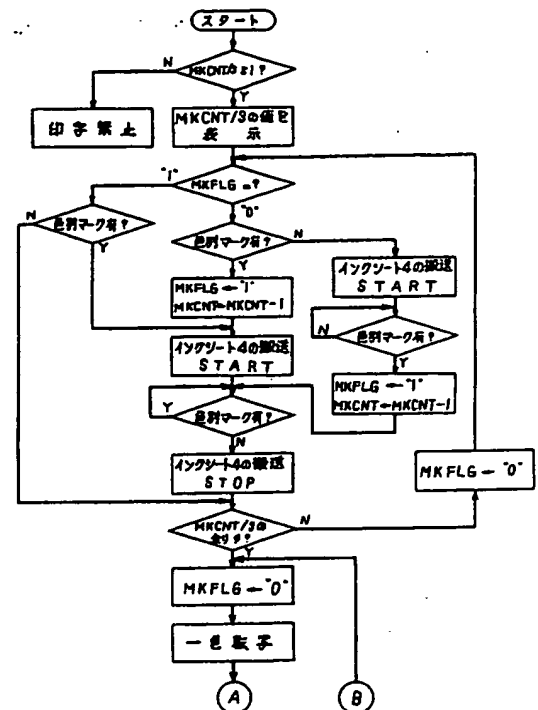 スタート
MKCNT/3≧1?
N
Y
印字禁止
MKCNT/3の値を
表示
"1"
MKFLG=?
"0"
N
色別マーク有?
Y
色別マーク有?
N
Y
インクシート4の搬送
START
MKFLG←"1"
MKCNT←MKCNT-1
N
色別マーク有?
Y
インクシート4の搬送
START
MKFLG←"1"
MKCNT←MKCNT-1
Y
色別マーク有?
N
インクシート4の搬送
STOP
MKFLG←"0"
MKCNT/3の
N
Y
MKFLG←"0"
一色転写
A
B